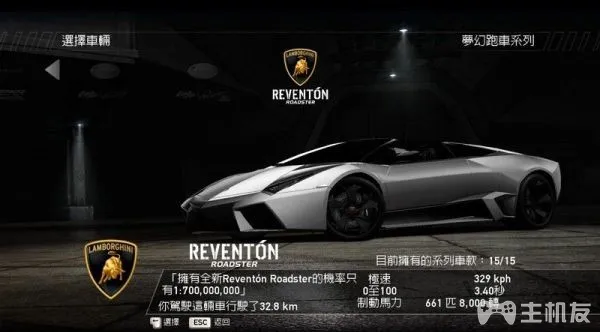 選擇車輛
夢幻跑車系列
LAMBORGHINI
REVENTÓN
ROADSTER
LAMBORGHINI
REVENTÓN
ROADSTER
目前擁有的系列車款：15/15
「擁有全新Reventón Roadster的機率只
有1:700,000,000」
你駕駛這輛車行駛了32.8 km
極速 329 kph
0至100 3.40秒
制動馬力 661 匹 8,000 轉
選擇 ESC 返回
主机友